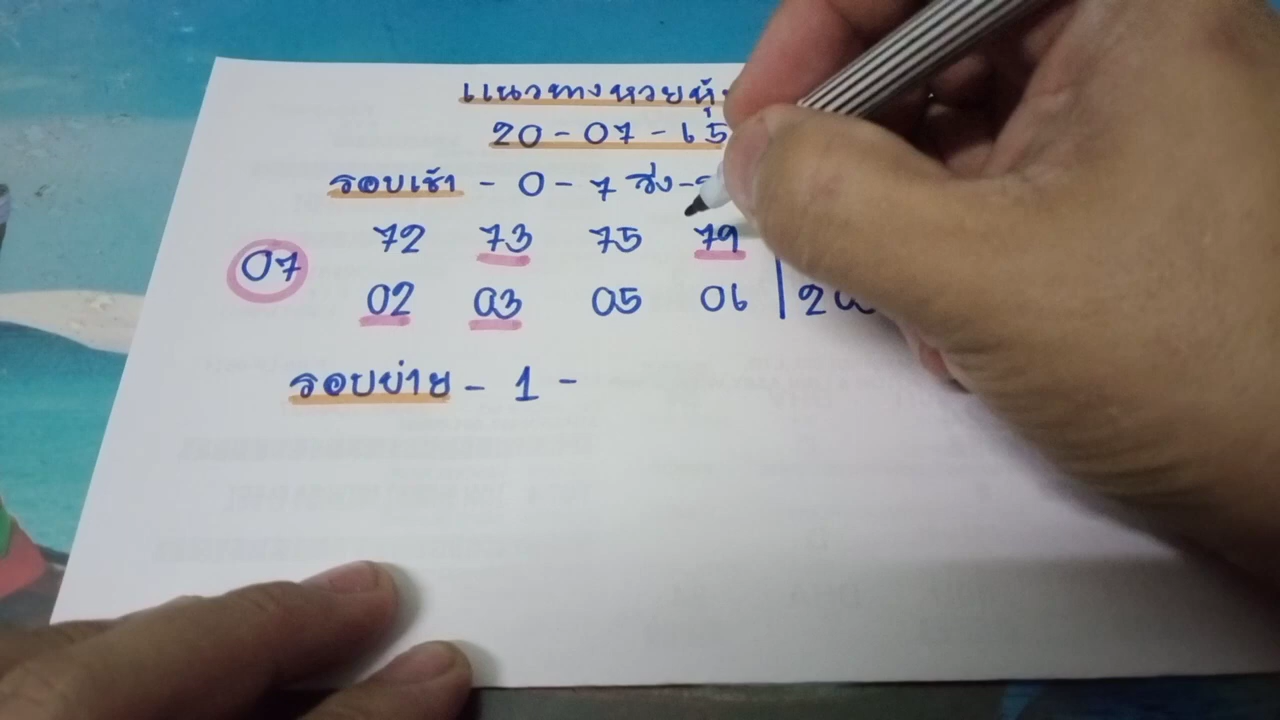 แนวทางหวยหุ้
20-07-65
รอบเช้า - 0 - 7 วิ่ง -
72 73 75 79
07
02 03 05 06 | 2
รอบบ่าย - 1 -